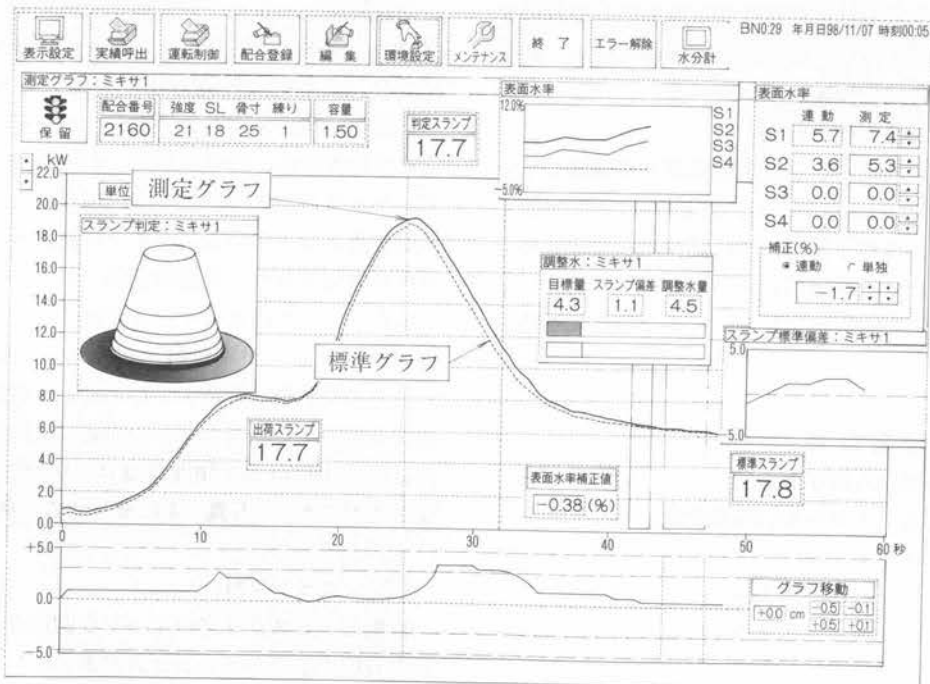 表示設定
実績呼出
運転制御
配合登録
編集
環境設定
メンテナンス
終了
エラー解除
水分計
BN0:29 年月日98/11/07 時刻00:05
測定グラフ：ミキサ1
保留
配合番号 強度 SL 骨寸 練り 容量
2160 21 18 25 1 1.50
判定スランプ
17.7
表面水率
12.0%
-5.0%
S1
S2
S3
S4
表面水率
連動 測定
S1 5.7 7.4
S2 3.6 5.3
S3 0.0 0.0
S4 0.0 0.0
補正(%)
連動 単独
-1.7
kW
22.0
20.0
18.0
16.0
14.0
12.0
10.0
8.0
6.0
4.0
2.0
0.0
単位
測定グラフ
スランプ判定：ミキサ1
標準グラフ
調整水：ミキサ1
目標量 スランプ偏差 調整水量
4.3 1.1 4.5
スランプ標準偏差：ミキサ1
5.0
-5.0
出荷スランプ
17.7
表面水率補正値
-0.38 (%)
標準スランプ
17.8
0 10 20 30 40 50 60 秒
+5.0
0.0
-5.0
グラフ移動
+0.0 cm -0.5 -0.1
+0.5 +0.1